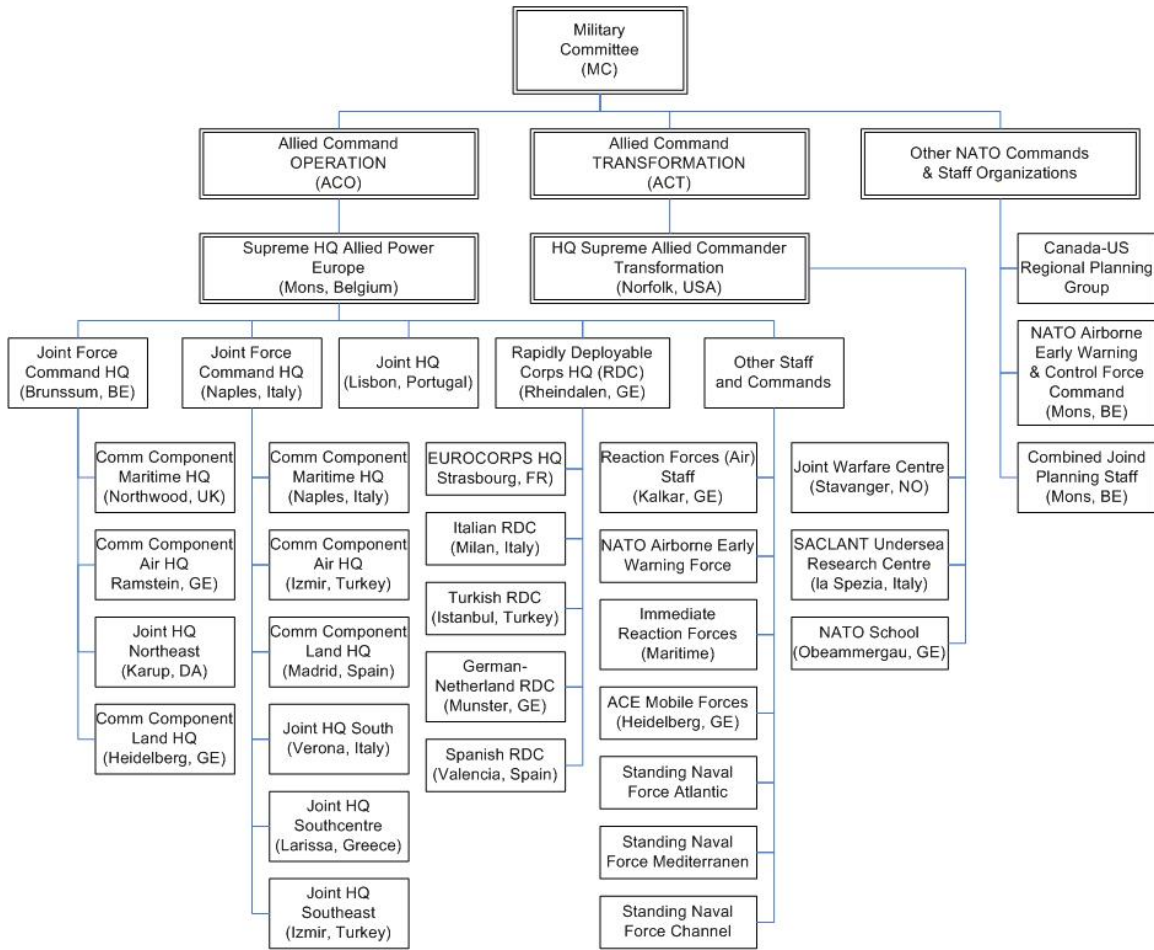 Military
Committee
(MC)
Allied Command
OPERATION
(ACO)
Allied Command
TRANSFORMATION
(ACT)
Other NATO Commands
& Staff Organizations
Supreme HQ Allied Power
Europe
(Mons, Belgium)
HQ Supreme Allied Commander
Transformation
(Norfolk, USA)
Canada-US
Regional Planning
Group
NATO Airborne
Early Warning
& Control Force
Command
(Mons, BE)
Combined Joind
Planning Staff
(Mons, BE)
Joint Force
Command HQ
(Brunssum, BE)
Joint Force
Command HQ
(Naples, Italy)
Joint HQ
(Lisbon, Portugal)
Rapidly Deployable
Corps HQ (RDC)
(Rheindalen, GE)
Other Staff
and Commands
Comm Component
Maritime HQ
(Northwood, UK)
Comm Component
Air HQ
Ramstein, GE)
Joint HQ
Northeast
(Karup, DA)
Comm Component
Land HQ
(Heidelberg, GE)
Comm Component
Maritime HQ
(Naples, Italy)
Comm Component
Air HQ
(Izmir, Turkey)
Comm Component
Land HQ
(Madrid, Spain)
Joint HQ South
(Verona, Italy)
Joint HQ
Southcentre
(Larissa, Greece)
Joint HQ
Southeast
(Izmir, Turkey)
EUROCORPS HQ
Strasbourg, FR)
Italian RDC
(Milan, Italy)
Turkish RDC
(Istanbul, Turkey)
German-
Netherland RDC
(Munster, GE)
Spanish RDC
(Valencia, Spain)
Reaction Forces (Air)
Staff
(Kalkar, GE)
NATO Airborne Early
Warning Force
Immediate
Reaction Forces
(Maritime)
ACE Mobile Forces
(Heidelberg, GE)
Standing Naval
Force Atlantic
Standing Naval
Force Mediterranen
Standing Naval
Force Channel
Joint Warfare Centre
(Stavanger, NO)
SACLANT Undersea
Research Centre
(la Spezia, Italy)
NATO School
(Obeammergau, GE)